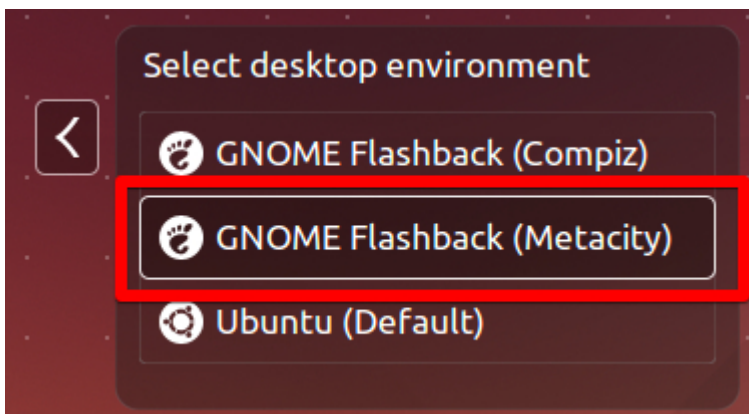 Select desktop environment
GNOME Flashback (Compiz)
GNOME Flashback (Metacity)
Ubuntu (Default)